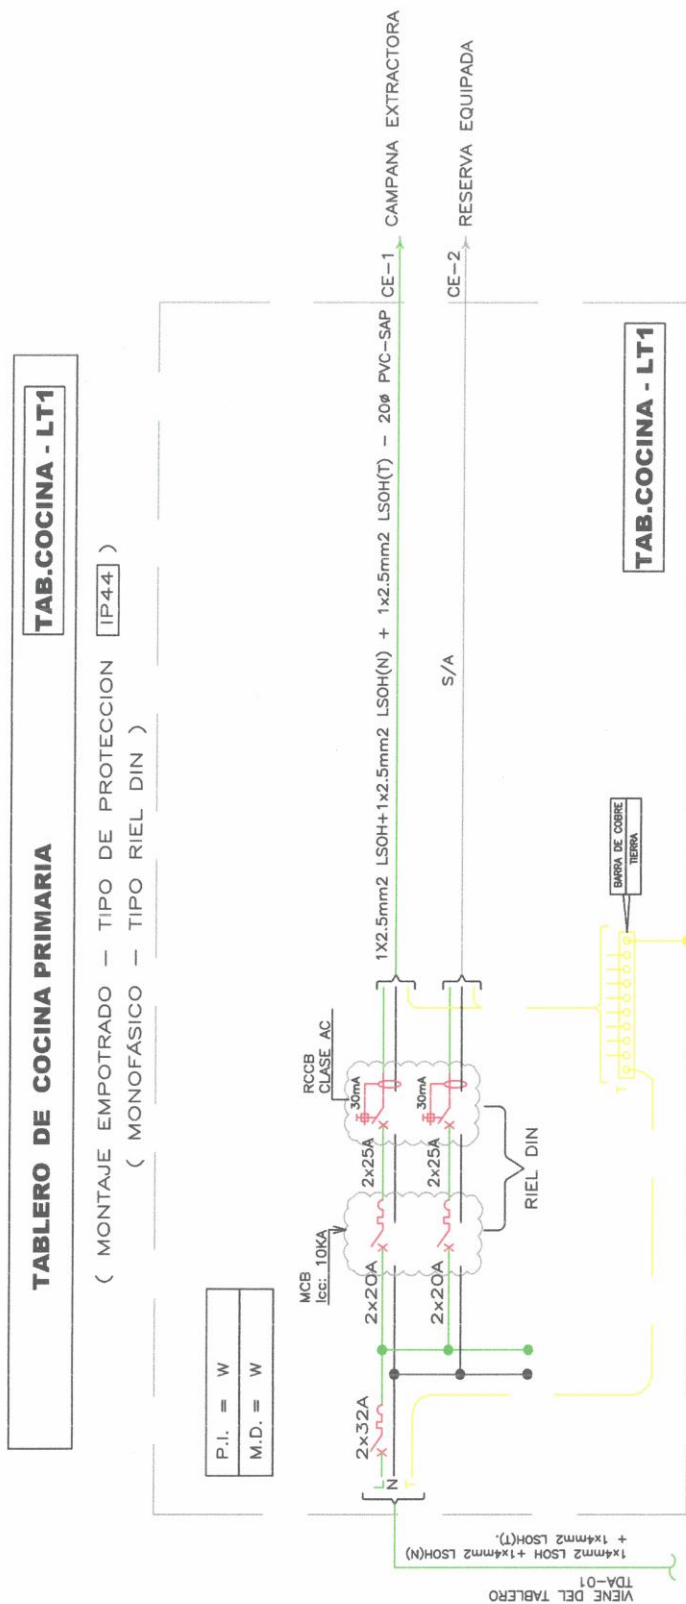 TABLERO DE COCINA PRIMARIA
TAB.COCINA - LT1
( MONTAJE EMPOTRADO — TIPO DE PROTECCION IP44 )
( MONOFÁSICO — TIPO RIEL DIN )
P.I. = W
M.D. = W
MCB
Icc: 10KA
RCCB
CLASE AC
2x32A
2x20A
2x25A
30mA
1X2.5mm2 LSOH+1x2.5mm2 LSOH(N) + 1x2.5mm2 LSOH(T) - 20ø PVC-SAP
CE-1
CAMPANA EXTRACTORA
2x20A
2x25A
30mA
S/A
CE-2
RESERVA EQUIPADA
L
N
T
RIEL DIN
T
BARRA DE COBRE
TIERRA
TAB.COCINA - LT1
VIENE DEL TABLERO
TDA-01
1x4mm2 LSOH +1x4mm2 LSOH(N)
+ 1x4mm2 LSOH(T).